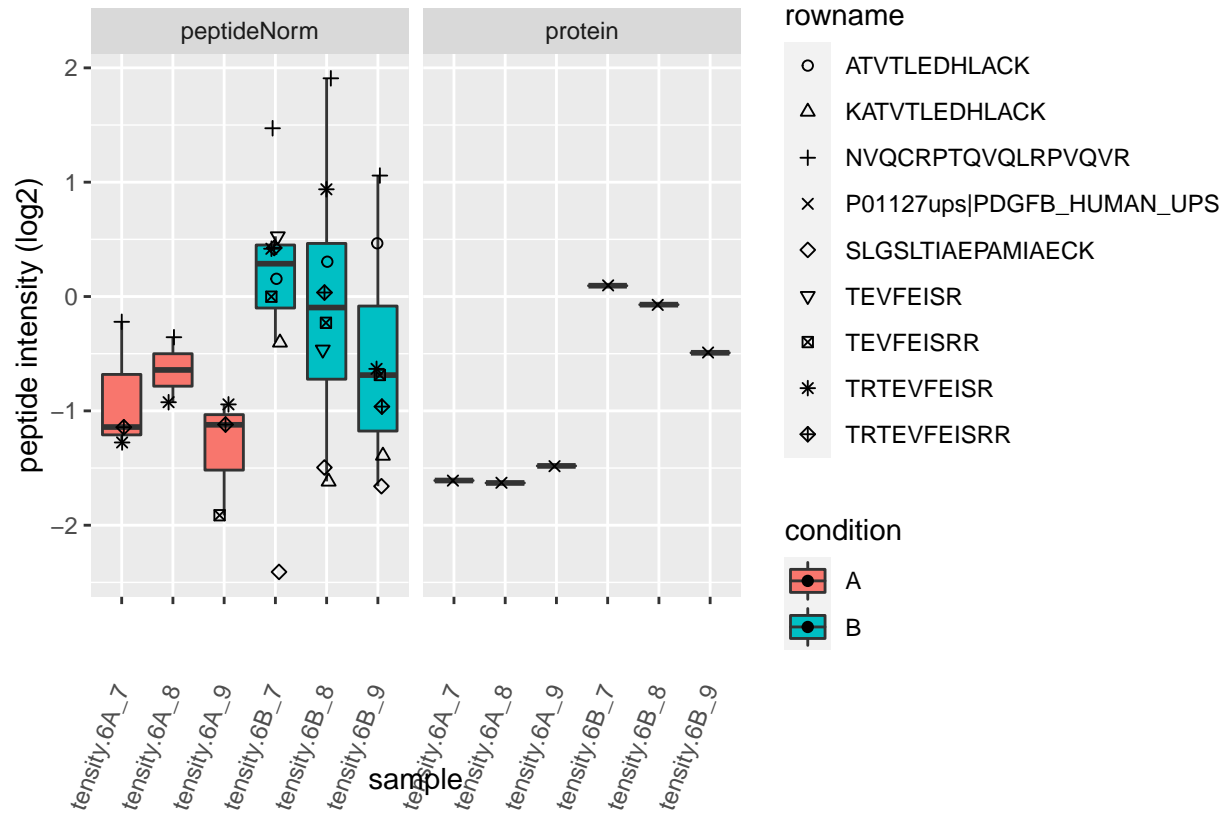 peptideNorm
protein
peptide intensity (log2)
2
1
0
−1
−2
tensity.6A_7
tensity.6A_8
tensity.6A_9
tensity.6B_7
tensity.6B_8
tensity.6B_9
tensity.6A_7
tensity.6A_8
tensity.6A_9
tensity.6B_7
tensity.6B_8
tensity.6B_9
sample
rowname
ATVTLEDHLACK
KATVTLEDHLACK
NVQCRPTQVQLRPVQVR
P01127ups|PDGFB_HUMAN_UPS
SLGSLTIAEPAMIAECK
TEVFEISR
TEVFEISRR
TRTEVFEISR
TRTEVFEISRR
condition
A
B